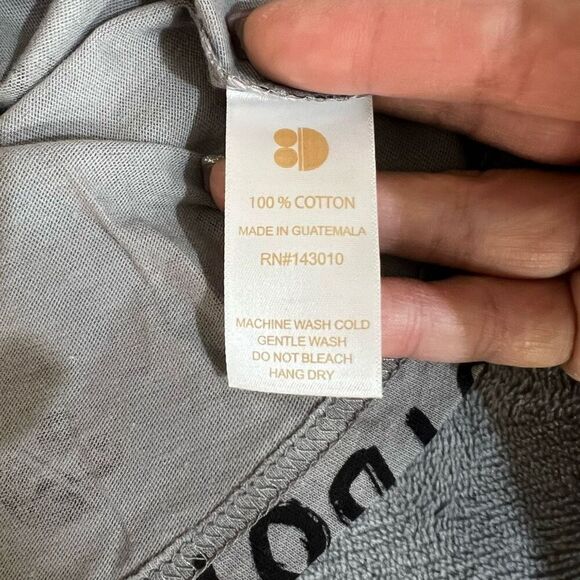 100 % COTTON
MADE IN GUATEMALA
RN#143010
MACHINE WASH COLD
GENTLE WASH
DO NOT BLEACH
HANG DRY